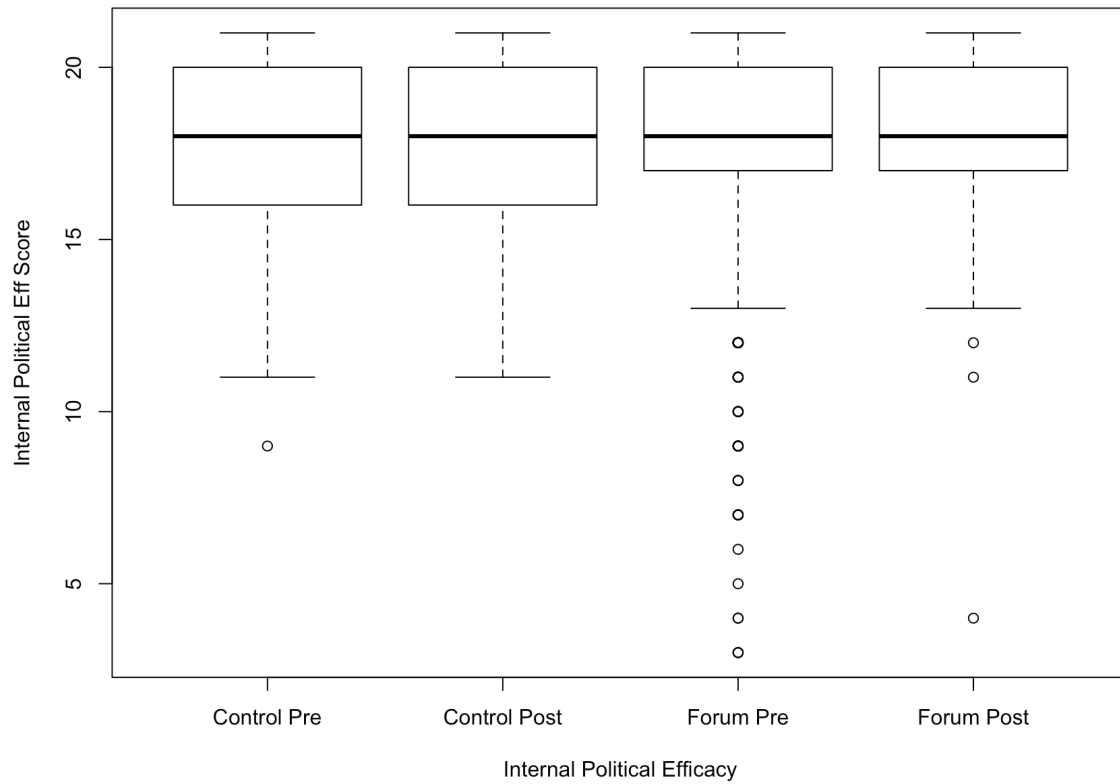 Internal Political Eff Score
20
15
10
5
Control Pre
Control Post
Forum Pre
Forum Post
Internal Political Efficacy